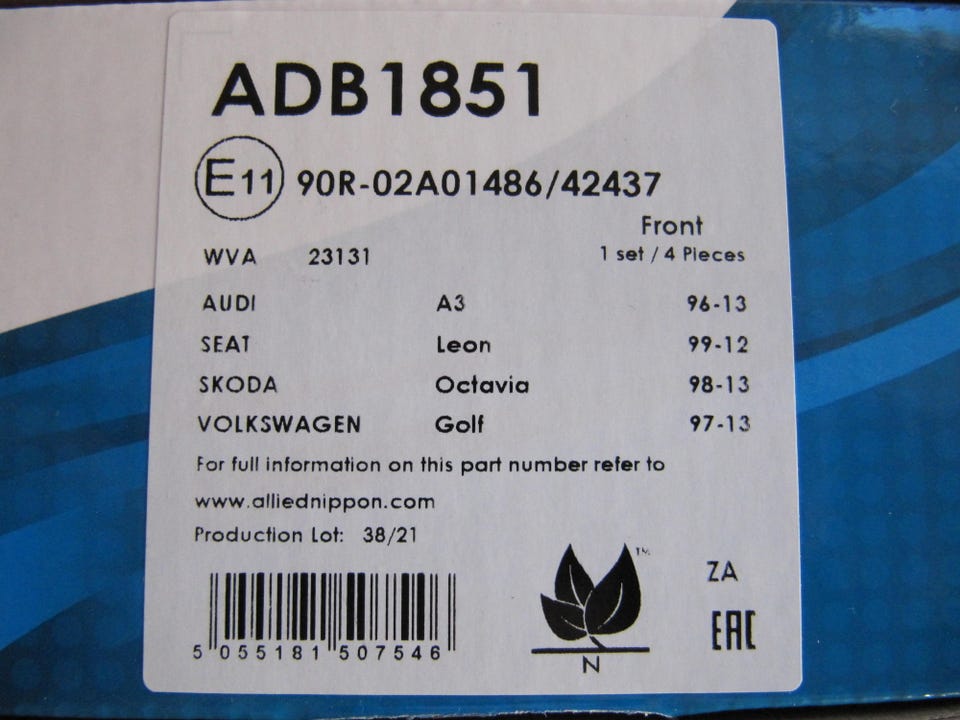 ADB1851
E11 90R-02A01486/42437
Front
WVA 23131 1 set / 4 Pieces
AUDI A3 96-13
SEAT Leon 99-12
SKODA Octavia 98-13
VOLKSWAGEN Golf 97-13
For full information on this part number refer to
www.alliednippon.com
Production Lot: 38/21
TM
ZA
EAC
5 055181 507546
N